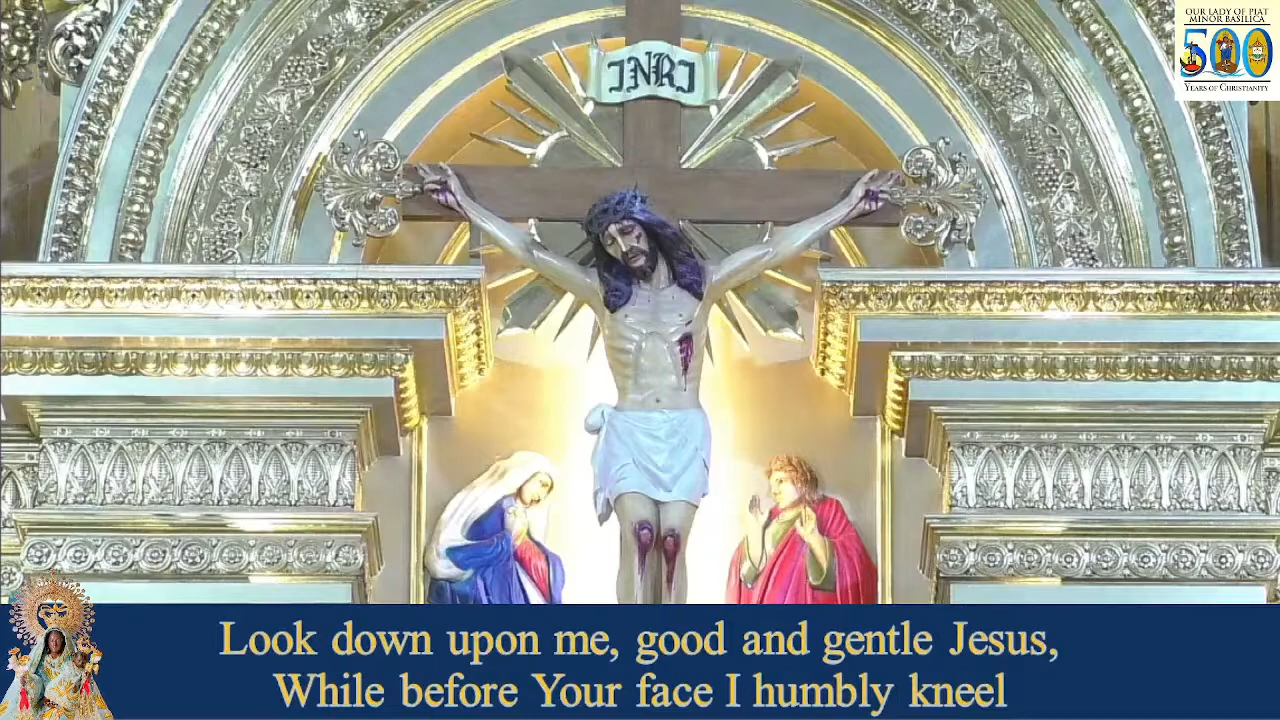 OUR LADY OF PIAT
MINOR BASILICA
500
YEARS OF CHRISTIANITY
INRI
Look down upon me, good and gentle Jesus,
While before Your face I humbly kneel